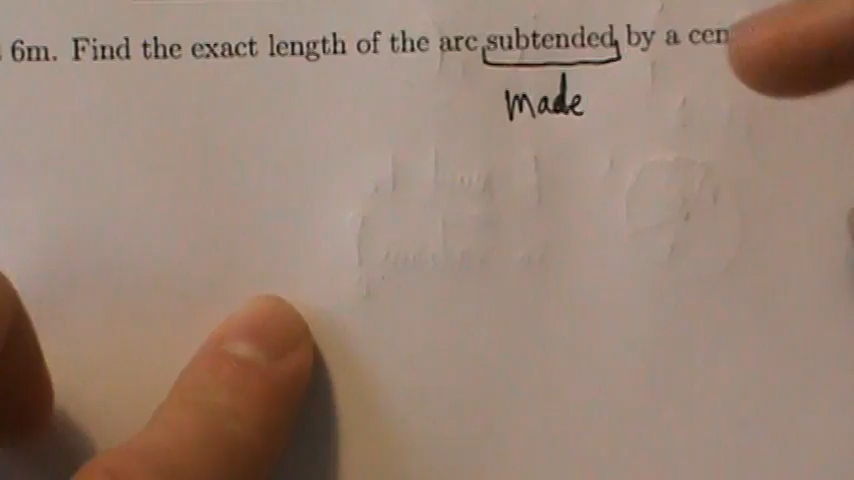 6m. Find the exact length of the arc subtended by a cen
made